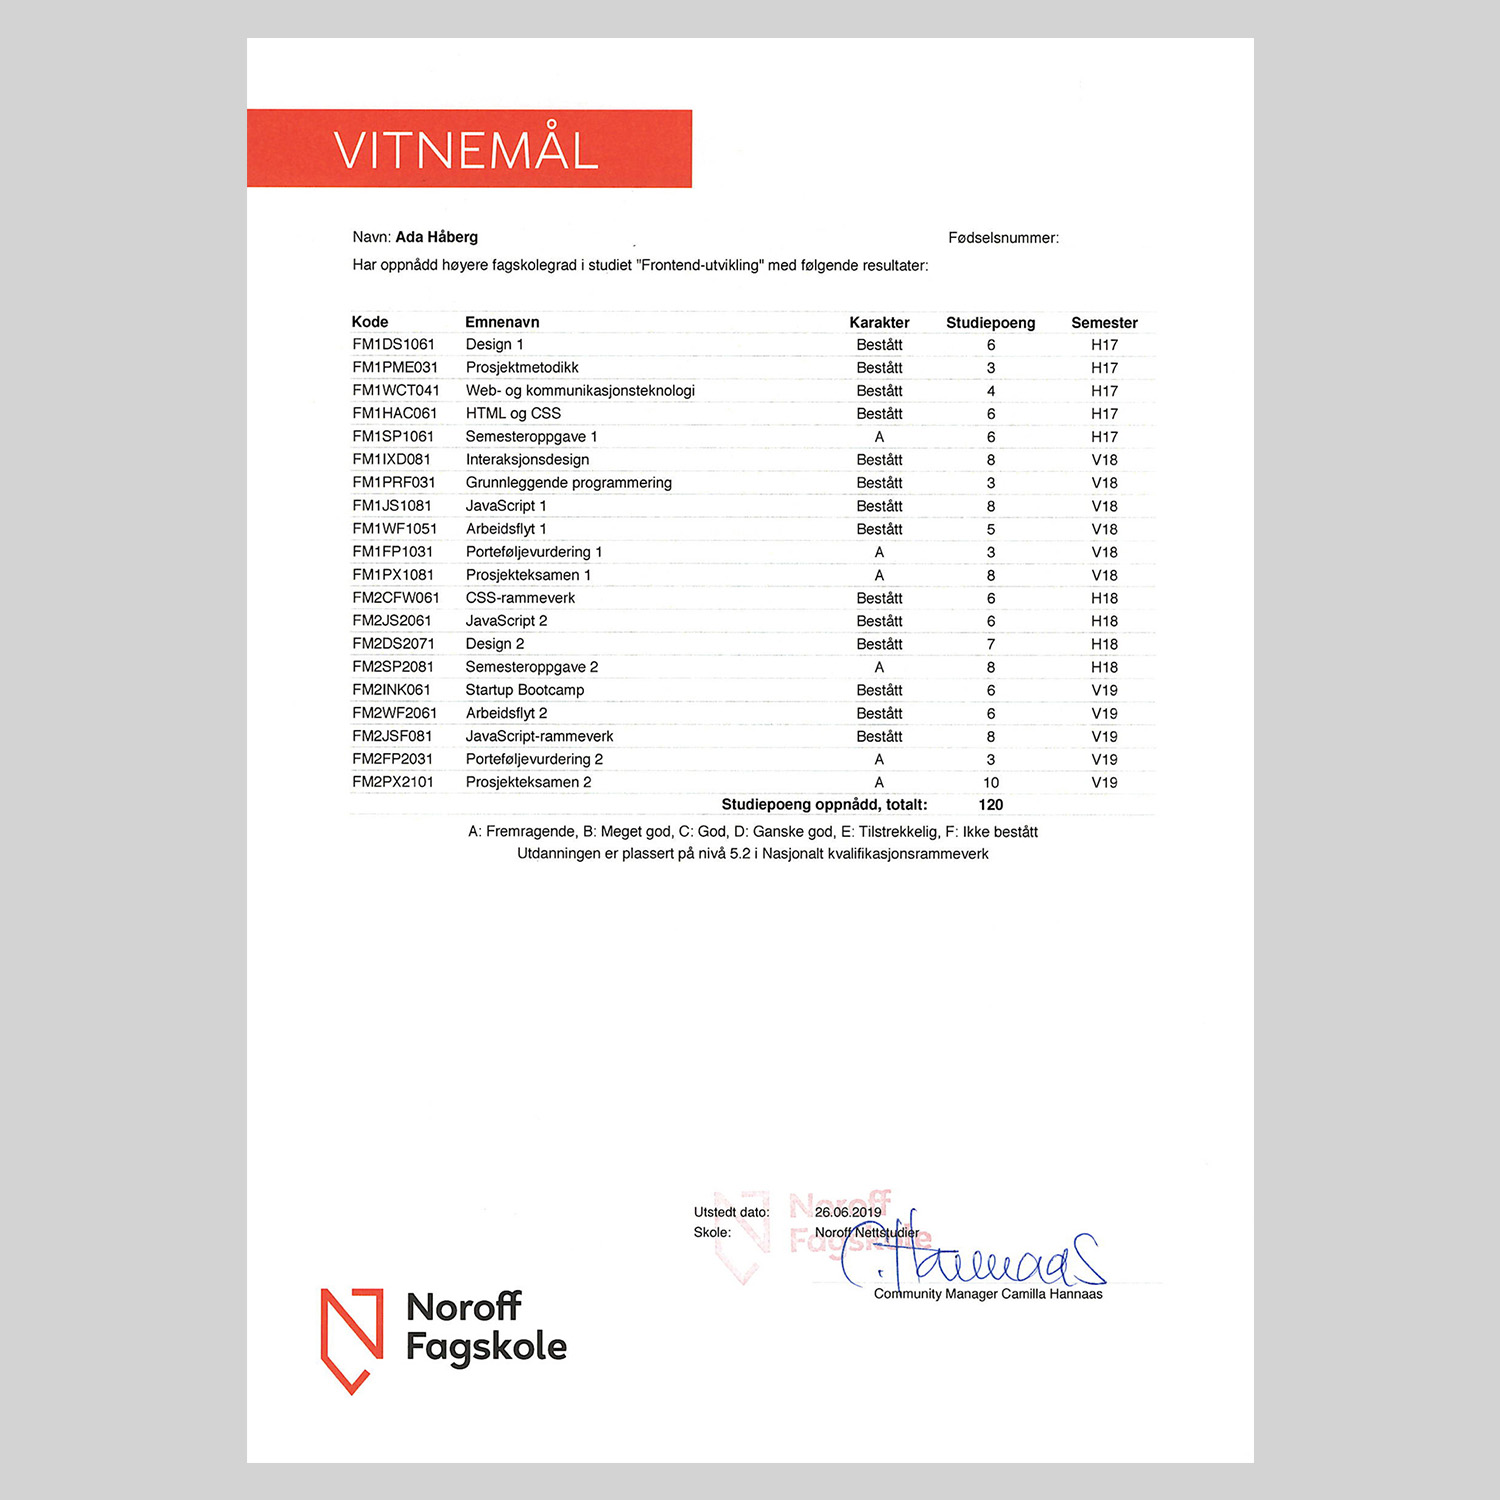 VITNEMÅL
Navn: Ada Håberg Fødselsnummer:
Har oppnådd høyere fagskolegrad i studiet "Frontend-utvikling" med følgende resultater:
Kode Emnenavn Karakter Studiepoeng Semester
FM1DS1061 Design 1 Bestått 6 H17
FM1PME031 Prosjektmetodikk Bestått 3 H17
FM1WCT041 Web- og kommunikasjonsteknologi Bestått 4 H17
FM1HAC061 HTML og CSS Bestått 6 H17
FM1SP1061 Semesteroppgave 1 A 6 H17
FM1IXD081 Interaksjonsdesign Bestått 8 V18
FM1PRF031 Grunnleggende programmering Bestått 3 V18
FM1JS1081 JavaScript 1 Bestått 8 V18
FM1WF1051 Arbeidsflyt 1 Bestått 5 V18
FM1FP1031 Porteføljevurdering 1 A 3 V18
FM1PX1081 Prosjekteksamen 1 A 8 V18
FM2CFW061 CSS-rammeverk Bestått 6 H18
FM2JS2061 JavaScript 2 Bestått 6 H18
FM2DS2071 Design 2 Bestått 7 H18
FM2SP2081 Semesteroppgave 2 A 8 H18
FM2INK061 Startup Bootcamp Bestått 6 V19
FM2WF2061 Arbeidsflyt 2 Bestått 6 V19
FM2JSF081 JavaScript-rammeverk Bestått 8 V19
FM2FP2031 Porteføljevurdering 2 A 3 V19
FM2PX2101 Prosjekteksamen 2 A 10 V19
Studiepoeng oppnådd, totalt: 120
A: Fremragende, B: Meget god, C: God, D: Ganske god, E: Tilstrekkelig, F: Ikke bestått
Utdanningen er plassert på nivå 5.2 i Nasjonalt kvalifikasjonsrammeverk
Noroff
Fagskole
Utstedt dato: 26.06.2019
Skole: Noroff Nettstudier
C. Hannaas
Community Manager Camilla Hannaas
Noroff
Fagskole